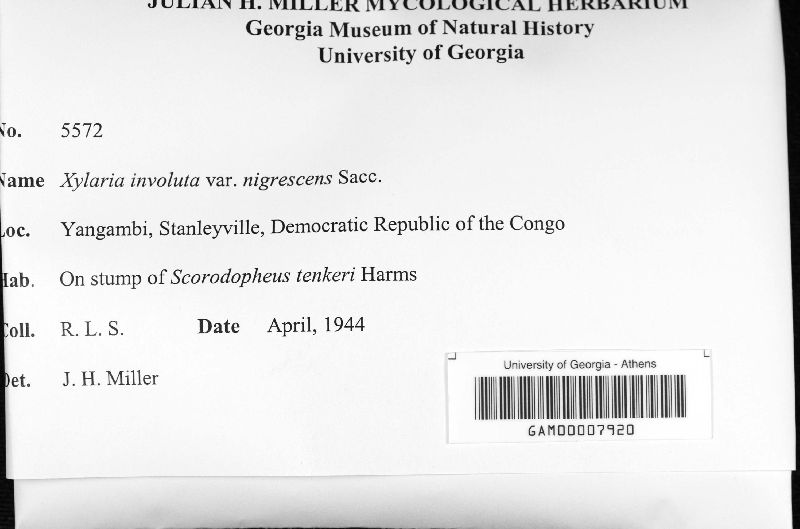 JULIAN H. MILLER MYCOLOGICAL HERBARIUM
Georgia Museum of Natural History
University of Georgia
No. 5572
Name Xylaria involuta var. nigrescens Sacc.
Loc. Yangambi, Stanleyville, Democratic Republic of the Congo
Hab. On stump of Scorodopheus tenkeri Harms
Coll. R. L. S. Date April, 1944
Det. J. H. Miller
University of Georgia - Athens
GAM00007920